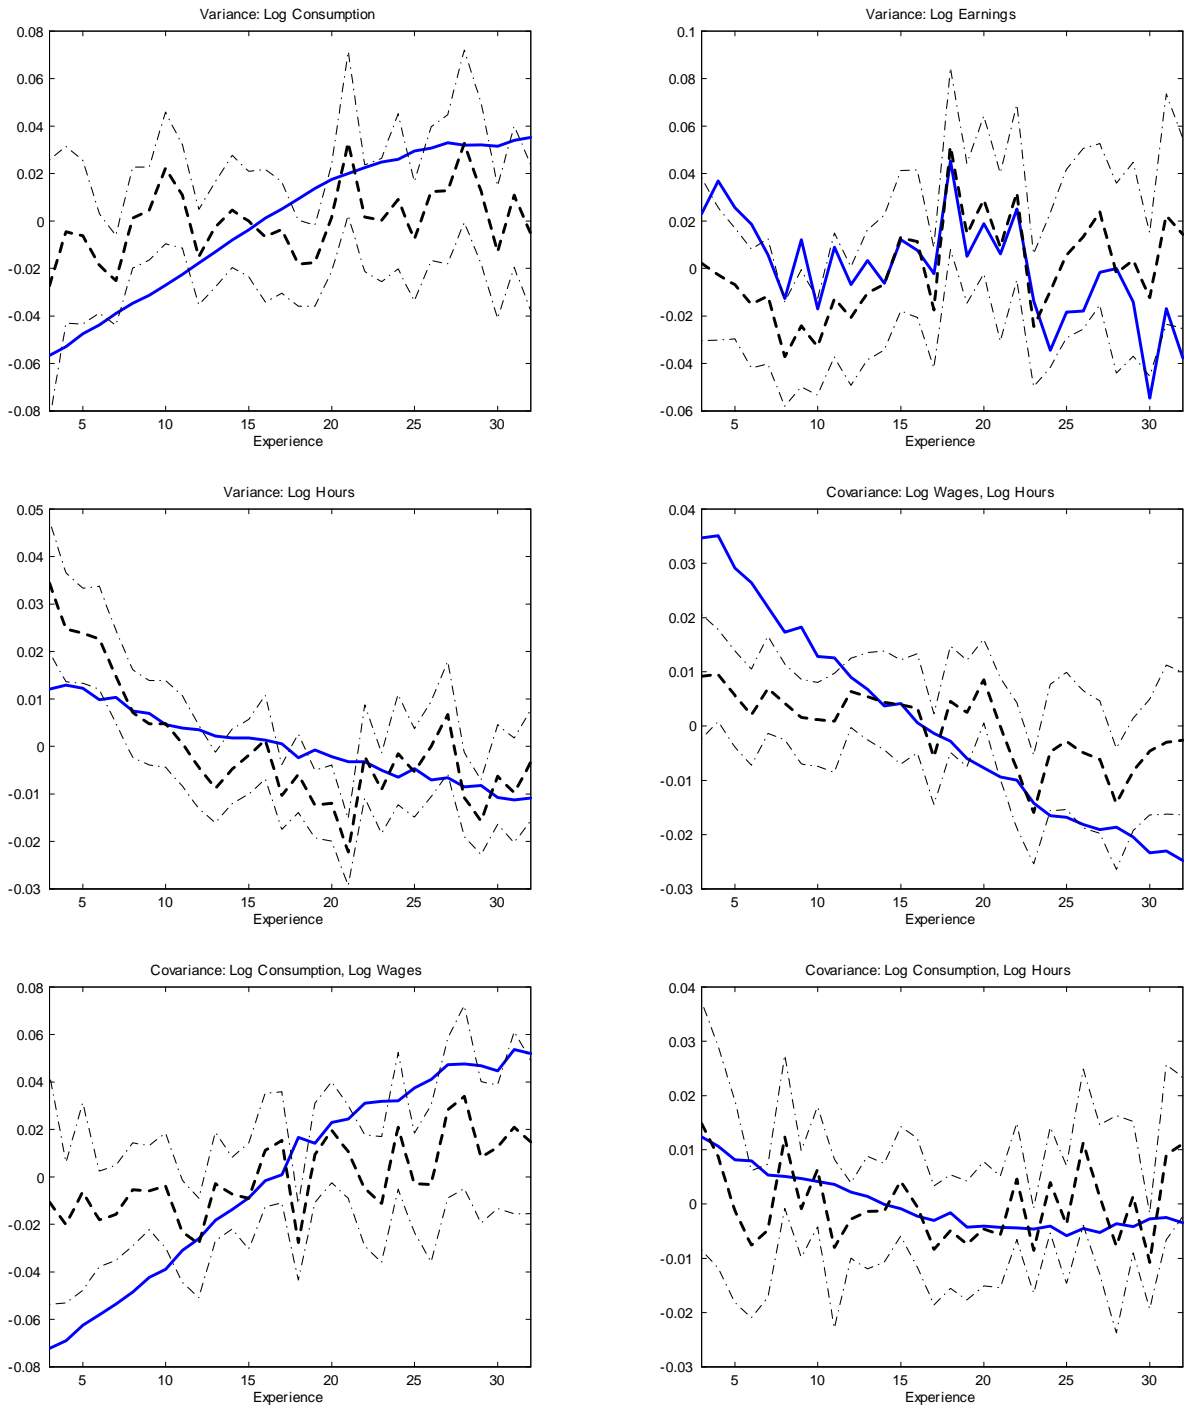 Variance: Log Consumption
0.08
0.06
0.04
0.02
0
-0.02
-0.04
-0.06
-0.08
5 10 15 20 25 30
Experience
Variance: Log Earnings
0.1
0.08
0.06
0.04
0.02
0
-0.02
-0.04
-0.06
5 10 15 20 25 30
Experience
Variance: Log Hours
0.05
0.04
0.03
0.02
0.01
0
-0.01
-0.02
-0.03
5 10 15 20 25 30
Experience
Covariance: Log Wages, Log Hours
0.04
0.03
0.02
0.01
0
-0.01
-0.02
-0.03
5 10 15 20 25 30
Experience
Covariance: Log Consumption, Log Wages
0.08
0.06
0.04
0.02
0
-0.02
-0.04
-0.06
-0.08
5 10 15 20 25 30
Experience
Covariance: Log Consumption, Log Hours
0.04
0.03
0.02
0.01
0
-0.01
-0.02
-0.03
5 10 15 20 25 30
Experience